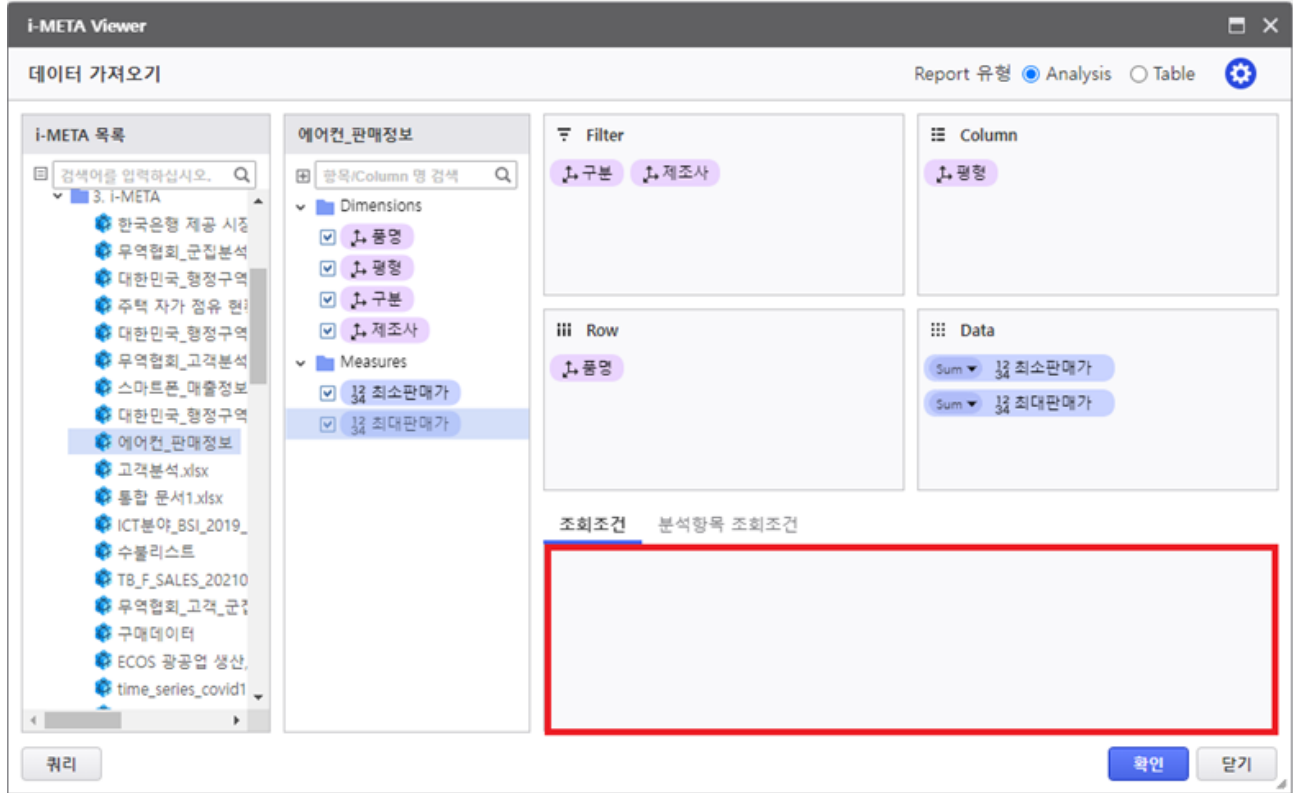 i-META Viewer
데이터 가져오기
Report 유형 Analysis Table
i-META 목록
검색어를 입력하십시오.
3. i-META
한국은행 제공 시장
무역협회_군집분석
대한민국_행정구역
주택 자가 점유 현
대한민국_행정구역
무역협회_고객분석
스마트폰_매출정보
대한민국_행정구역
에어컨_판매정보
고객분석.xlsx
통합 문서1.xlsx
ICT분야_BSI_2019_
수불리스트
TB_F_SALES_20210
무역협회_고객_군집
구매데이터
ECOS 광공업 생산,
time_series_covid1
에어컨_판매정보
항목/Column 명 검색
Dimensions
품명
평형
구분
제조사
Measures
12 34 최소판매가
12 34 최대판매가
Filter
구분 제조사
Column
평형
Row
품명
Data
Sum 12 34 최소판매가
Sum 12 34 최대판매가
조회조건 분석항목 조회조건
쿼리
확인 닫기